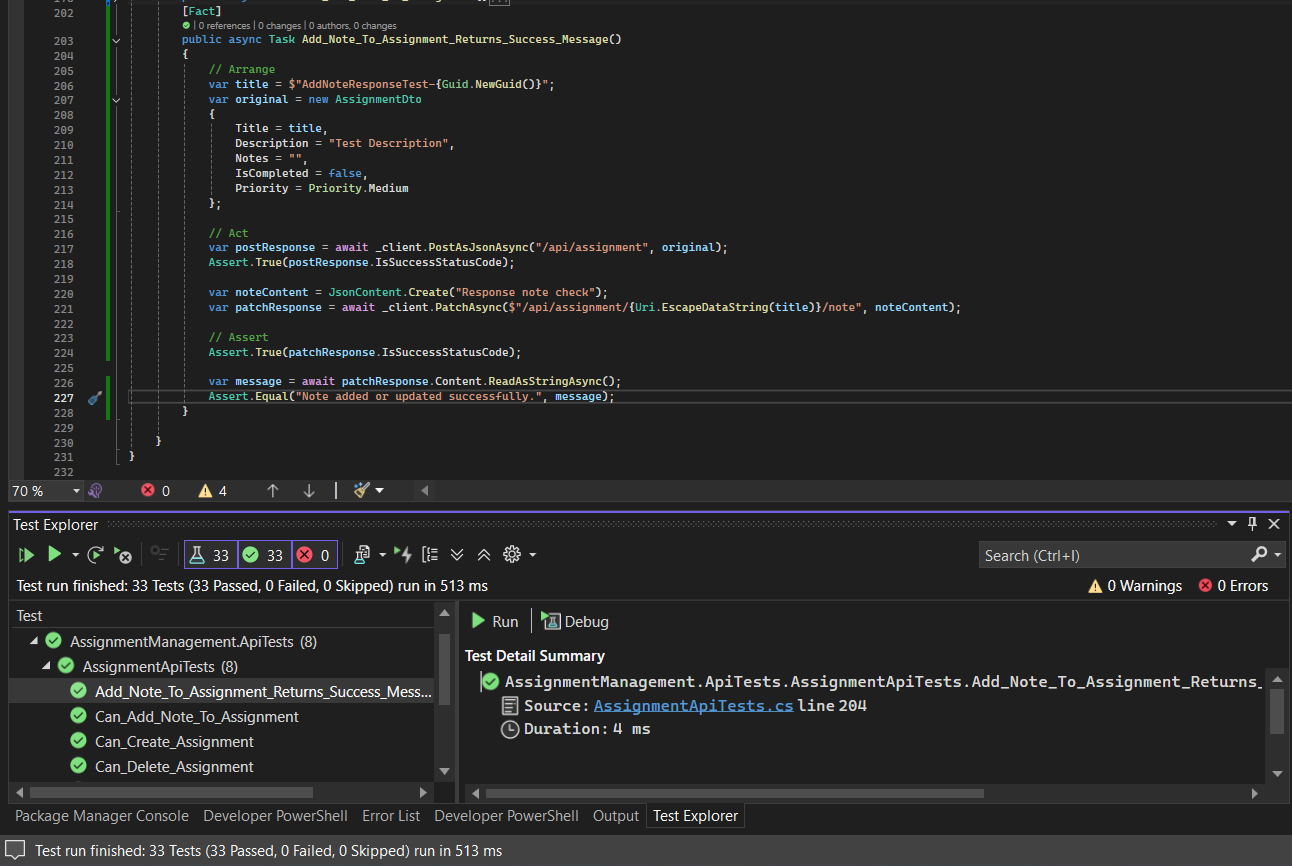 202 [Fact]
| 0 references | 0 changes | 0 authors, 0 changes
203 public async Task Add_Note_To_Assignment_Returns_Success_Message()
204 {
205 // Arrange
206 var title = $"AddNoteResponseTest-{Guid.NewGuid()}";
207 var original = new AssignmentDto
208 {
209 Title = title,
210 Description = "Test Description",
211 Notes = "",
212 IsCompleted = false,
213 Priority = Priority.Medium
214 };
215
216 // Act
217 var postResponse = await _client.PostAsJsonAsync("/api/assignment", original);
218 Assert.True(postResponse.IsSuccessStatusCode);
219
220 var noteContent = JsonContent.Create("Response note check");
221 var patchResponse = await _client.PatchAsync($"/api/assignment/{Uri.EscapeDataString(title)}/note", noteContent);
222
223 // Assert
224 Assert.True(patchResponse.IsSuccessStatusCode);
225
226 var message = await patchResponse.Content.ReadAsStringAsync();
227 Assert.Equal("Note added or updated successfully.", message);
228 }
229
230 }
231 }
232
70 % 0 4
Test Explorer
33 33 0
Search (Ctrl+I)
Test run finished: 33 Tests (33 Passed, 0 Failed, 0 Skipped) run in 513 ms
0 Warnings 0 Errors
Test
Run Debug
AssignmentManagement.ApiTests (8)
AssignmentApiTests (8)
Add_Note_To_Assignment_Returns_Success_Mess...
Can_Add_Note_To_Assignment
Can_Create_Assignment
Can_Delete_Assignment
Test Detail Summary
AssignmentManagement.ApiTests.AssignmentApiTests.Add_Note_To_Assignment_Returns_
Source: AssignmentApiTests.cs line 204
Duration: 4 ms
Package Manager Console Developer PowerShell Error List Developer PowerShell Output Test Explorer
Test run finished: 33 Tests (33 Passed, 0 Failed, 0 Skipped) run in 513 ms